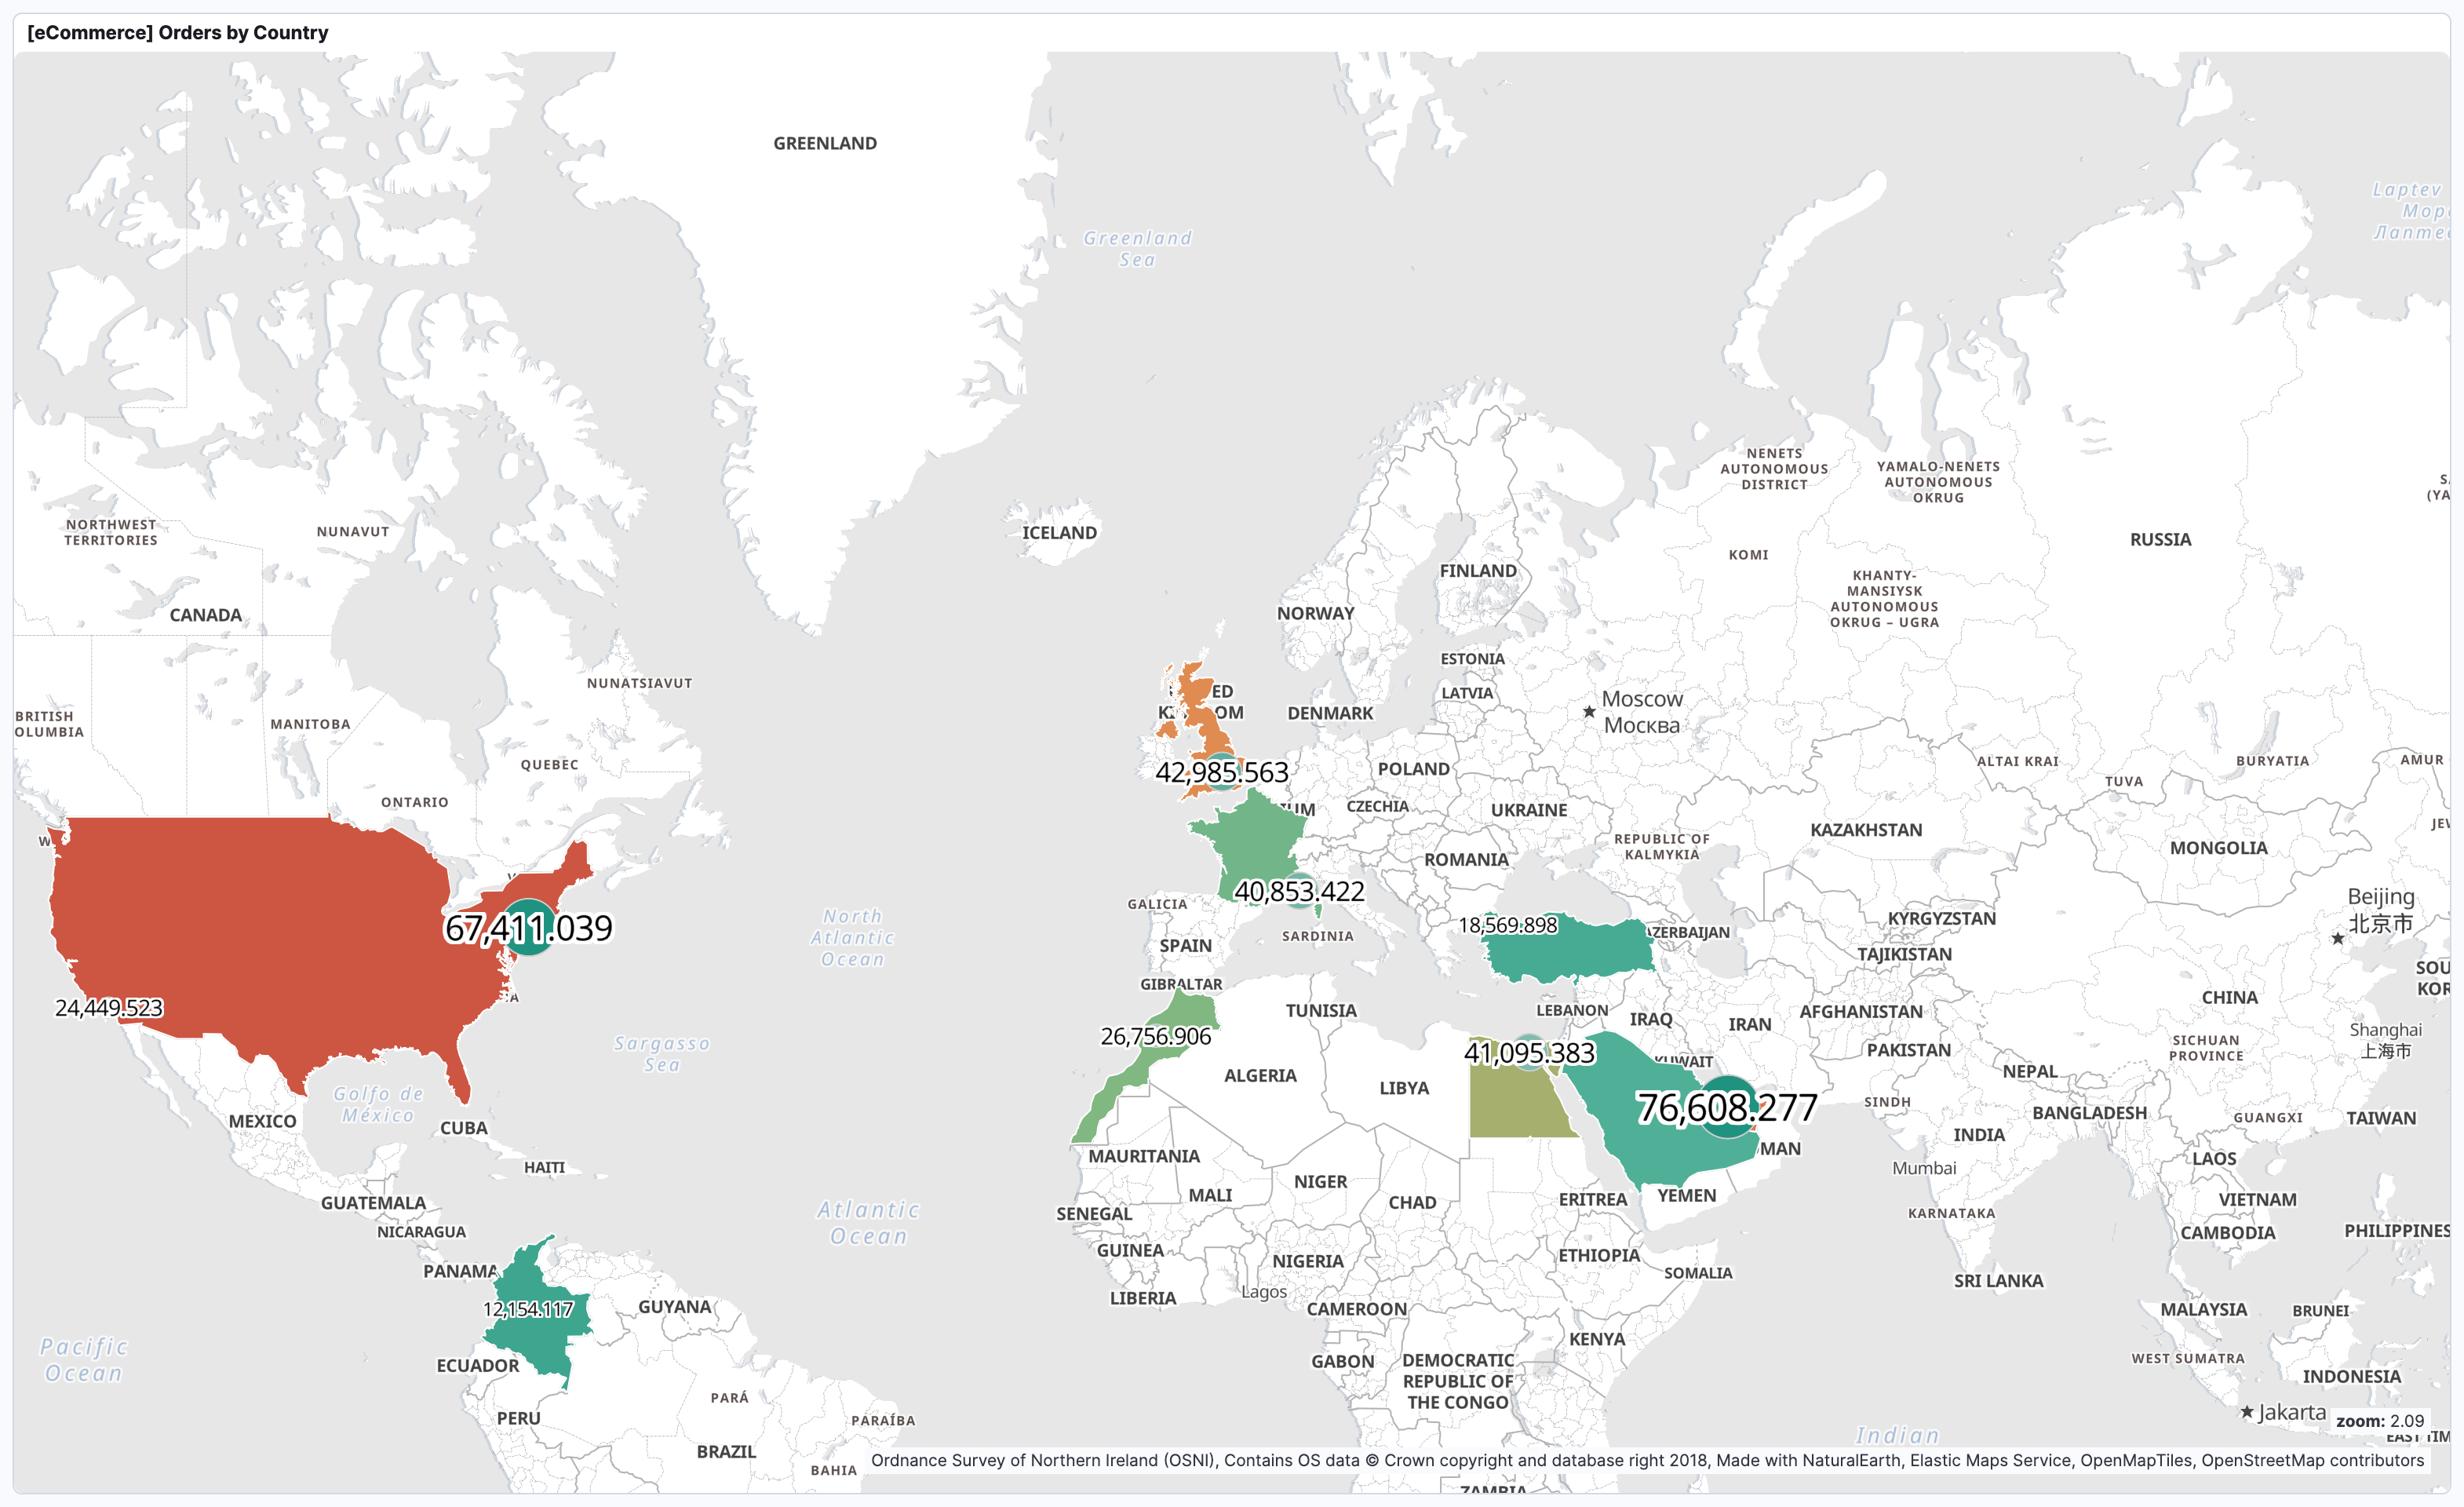 [eCommerce] Orders by Country
GREENLAND
Greenland
Sea
Laptev
Лаптев
NENETS
AUTONOMOUS
DISTRICT
YAMALO-NENETS
AUTONOMOUS
OKRUG
NORTHWEST
TERRITORIES
NUNAVUT
ICELAND
RUSSIA
KOMI
FINLAND
KHANTY-
MANSIYSK
AUTONOMOUS
OKRUG – UGRA
CANADA
NORWAY
ESTONIA
NUNATSIAVUT
LATVIA
Moscow
Москва
BRITISH
OLUMBIA
MANITOBA
DENMARK
QUEBEC
42,985.563
POLAND
ALTAI KRAI
BURYATIA
AMUR
TUVA
ONTARIO
CZECHIA
UKRAINE
KAZAKHSTAN
REPUBLIC OF
KALMYKIA
MONGOLIA
ROMANIA
40,853.422
GALICIA
Beijing
北京市
North
Atlantic
Ocean
67,411.039
18,569.898
KYRGYZSTAN
ZERBAIJAN
SARDINIA
SPAIN
TAJIKISTAN
GIBRALTAR
SOU
KOR
CHINA
24,449.523
TUNISIA
LEBANON
IRAQ
IRAN
AFGHANISTAN
Shanghai
上海市
26,756.906
Sargasso
Sea
41,095.383
KUWAIT
PAKISTAN
SICHUAN
PROVINCE
ALGERIA
LIBYA
NEPAL
Golfo de
México
76,608.277
SINDH
BANGLADESH
GUANGXI
TAIWAN
MEXICO
CUBA
INDIA
MAN
MAURITANIA
LAOS
HAITI
Mumbai
NIGER
MALI
CHAD
ERITREA
YEMEN
VIETNAM
GUATEMALA
Atlantic
Ocean
SENEGAL
KARNATAKA
NICARAGUA
CAMBODIA
PHILIPPINES
GUINEA
NIGERIA
ETHIOPIA
PANAMA
SOMALIA
SRI LANKA
Lagos
LIBERIA
12,154.117
GUYANA
CAMEROON
MALAYSIA
BRUNEI
KENYA
Pacific
Ocean
ECUADOR
GABON
DEMOCRATIC
REPUBLIC OF
THE CONGO
WEST SUMATRA
INDONESIA
PARÁ
PERU
PARAÍBA
Jakarta
zoom: 2.09
Indian
BRAZIL
BAHIA
Ordnance Survey of Northern Ireland (OSNI), Contains OS data © Crown copyright and database right 2018, Made with NaturalEarth, Elastic Maps Service, OpenMapTiles, OpenStreetMap contributors
ZAMBIA